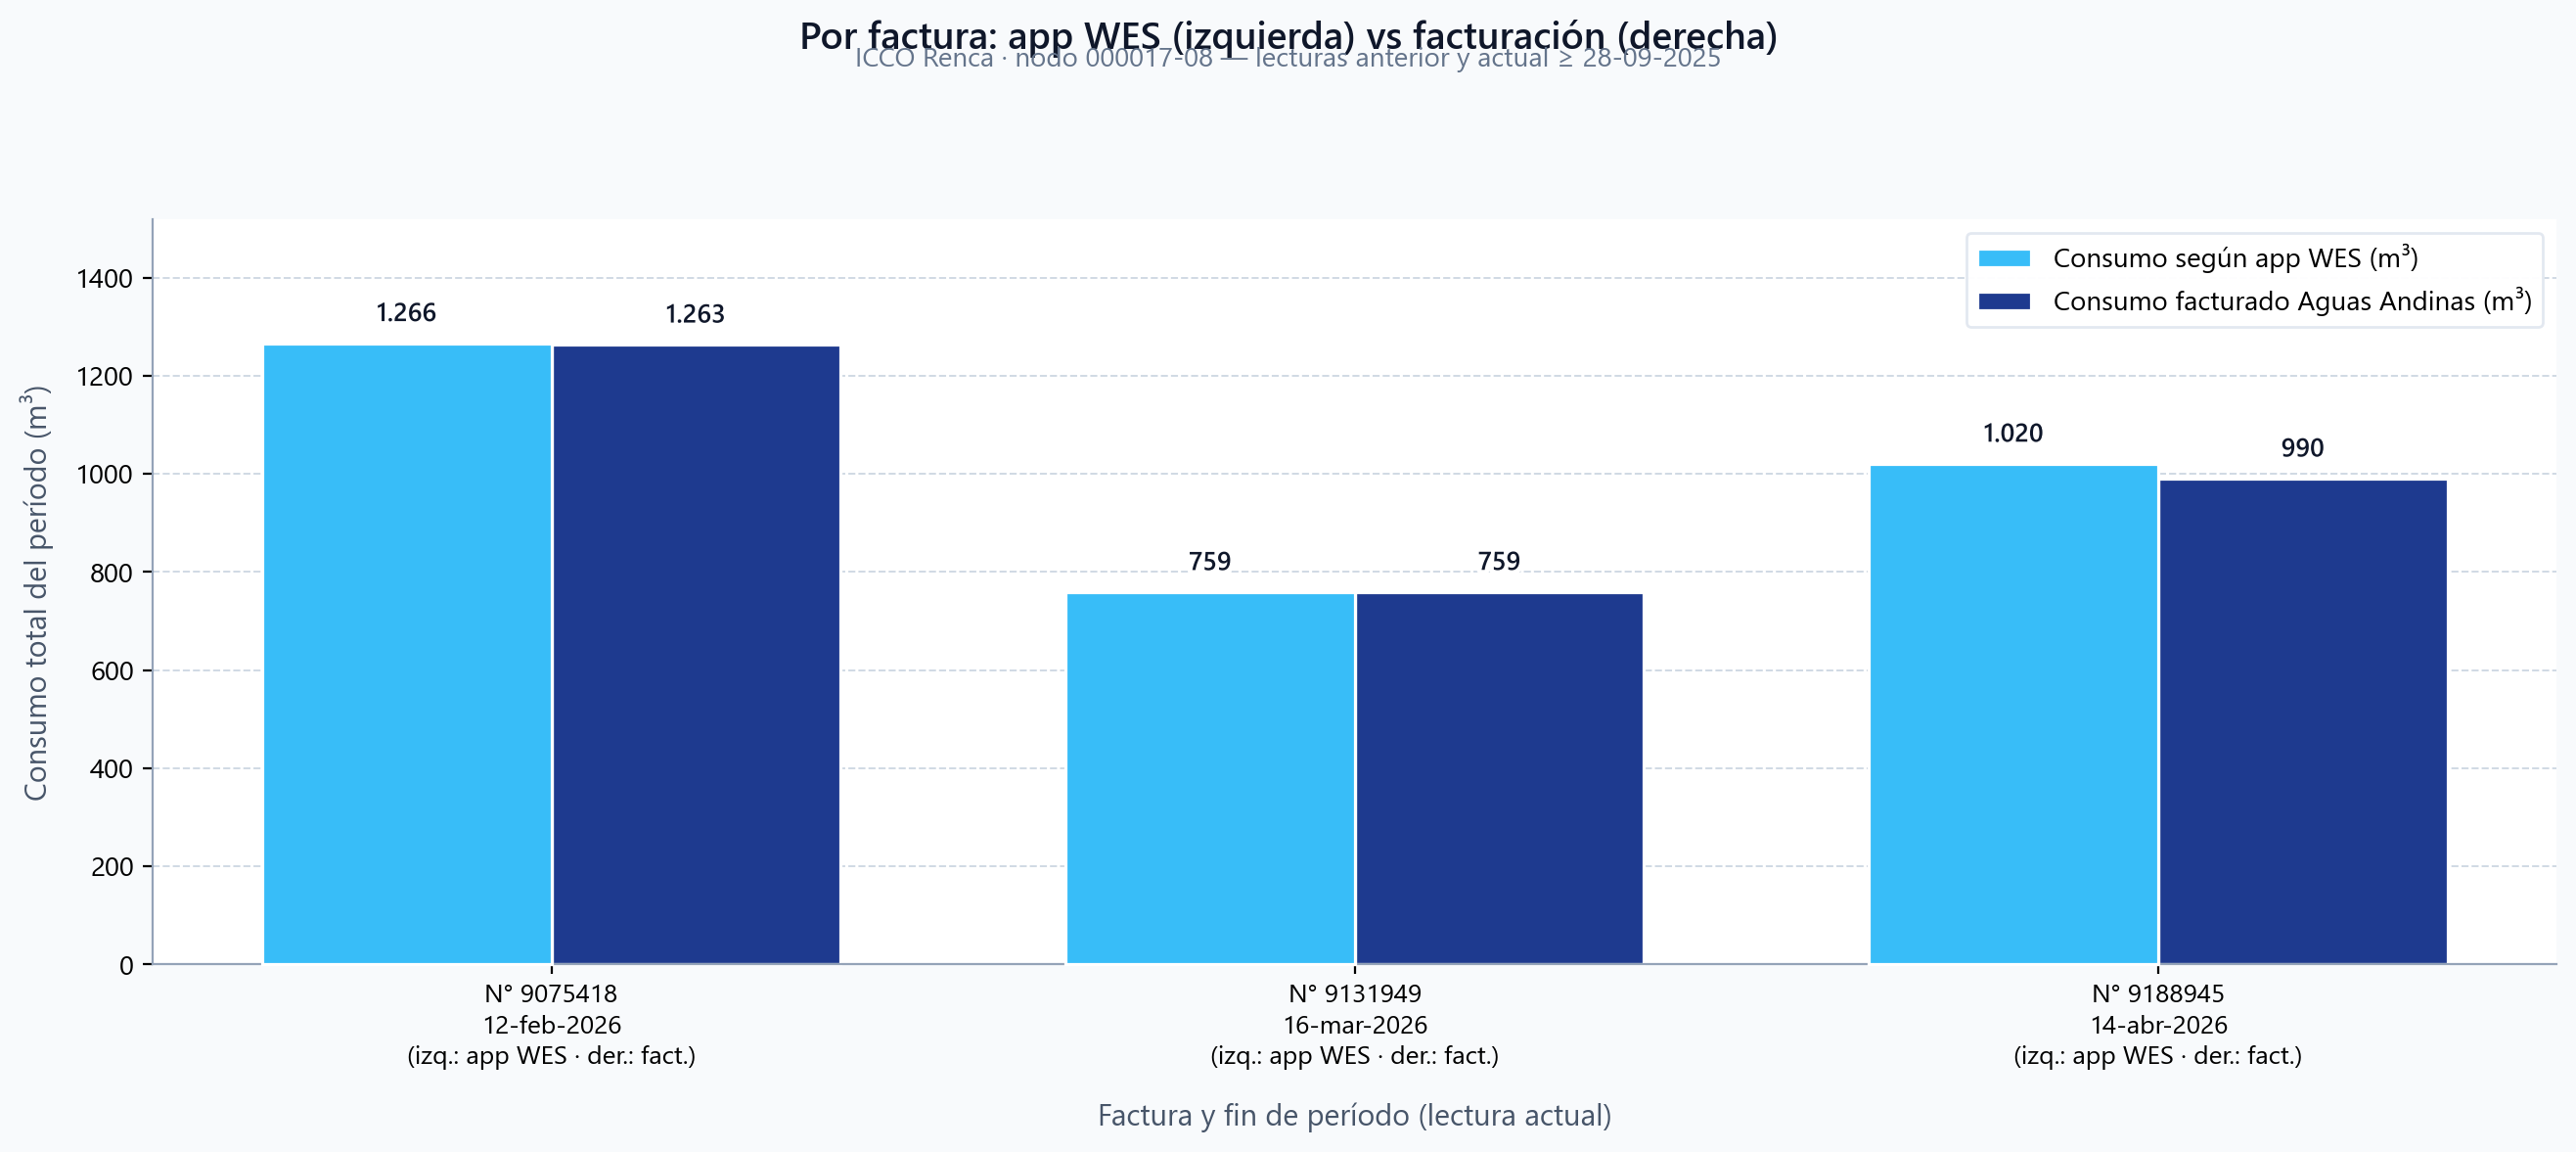 Por factura: app WES (izquierda) vs facturación (derecha)
ICCO Renca · nodo 000017-08 — lecturas anterior y actual ≥ 28-09-2025
Consumo según app WES (m³)
Consumo facturado Aguas Andinas (m³)
Consumo total del período (m³)
1400
1200
1000
800
600
400
200
0
1.266
1.263
759
759
1.020
990
N° 9075418
12-feb-2026
(izq.: app WES · der.: fact.)
N° 9131949
16-mar-2026
(izq.: app WES · der.: fact.)
N° 9188945
14-abr-2026
(izq.: app WES · der.: fact.)
Factura y fin de período (lectura actual)